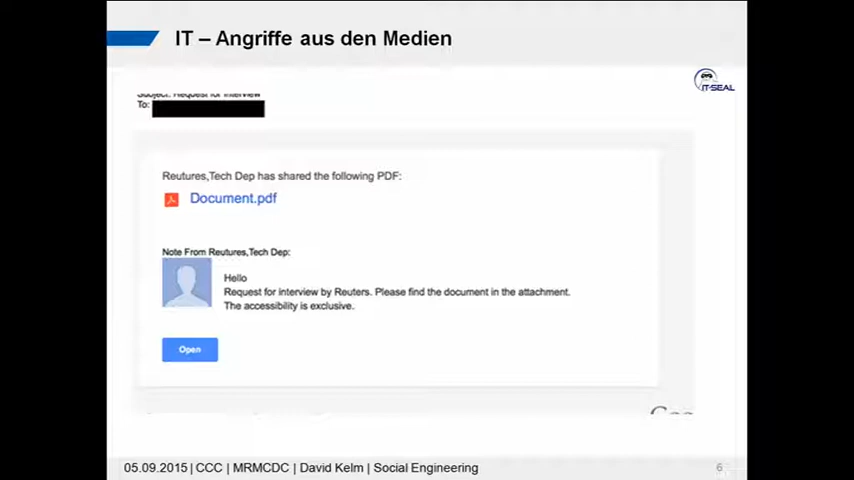 IT – Angriffe aus den Medien
IT-SEAL
Subject: Request for Interview
To:
Reutures,Tech Dep has shared the following PDF:
Document.pdf
Note From Reutures,Tech Dep:
Hello
Request for interview by Reuters. Please find the document in the attachment.
The accessibility is exclusive.
Open
05.09.2015 | CCC | MRMCDC | David Kelm | Social Engineering
6